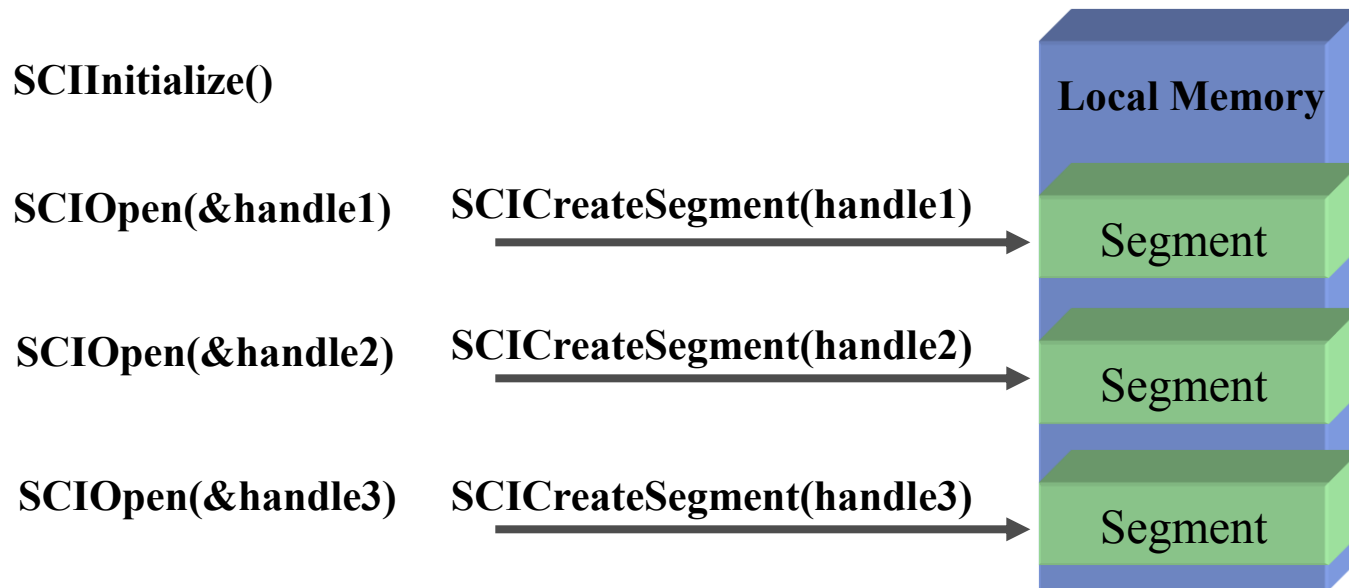 SCIInitialize()
Local Memory
SCIOpen(&handle1) SCICreateSegment(handle1)
Segment
SCIOpen(&handle2) SCICreateSegment(handle2)
Segment
SCIOpen(&handle3) SCICreateSegment(handle3)
Segment